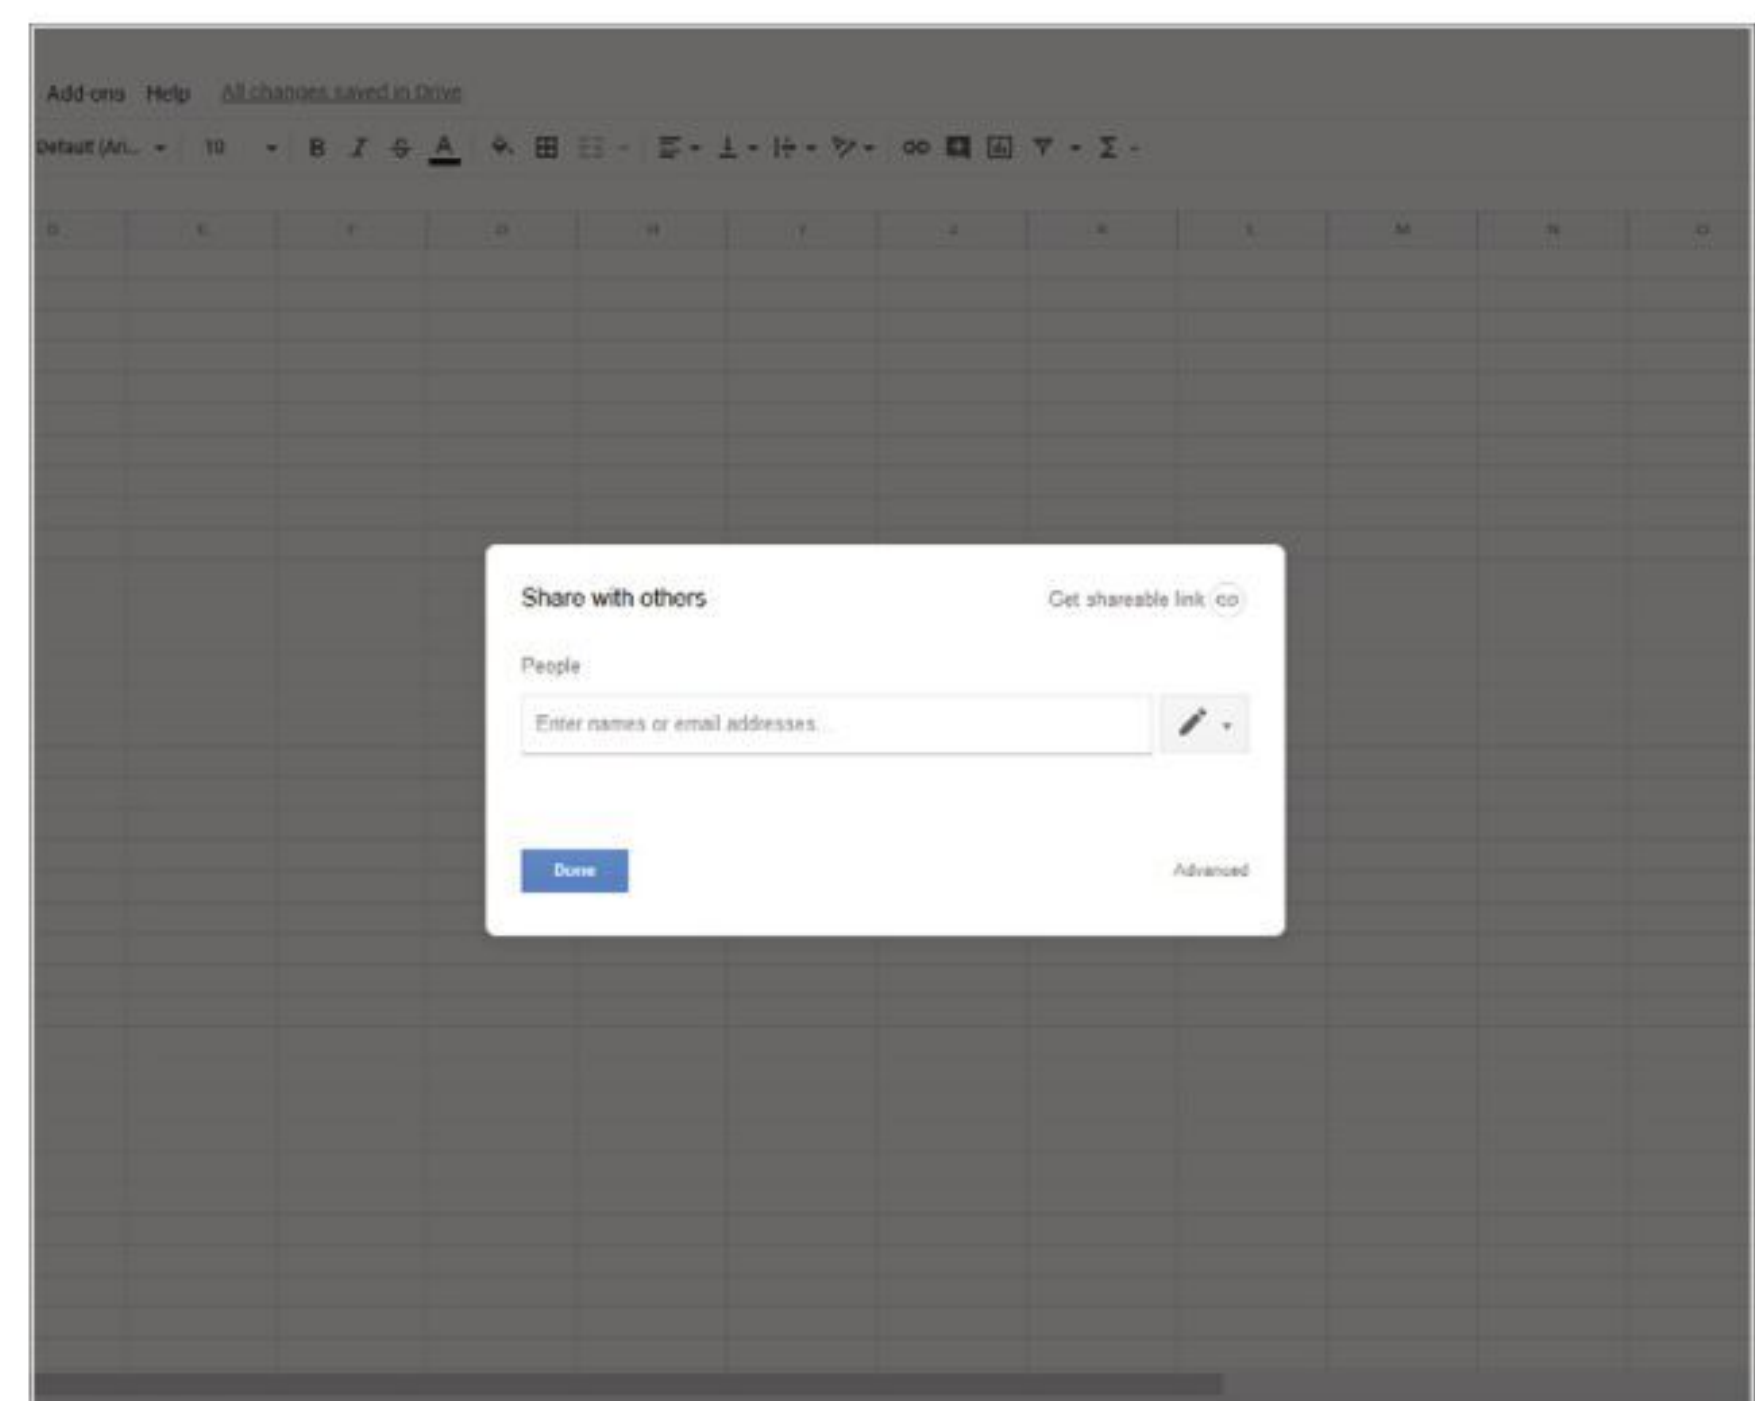 Add-ons Help All changes saved in Drive
Default (Ari... 10 B I S A
D E F G H I J K L M N O
Share with others Get shareable link
People
Enter names or email addresses...
Done Advanced